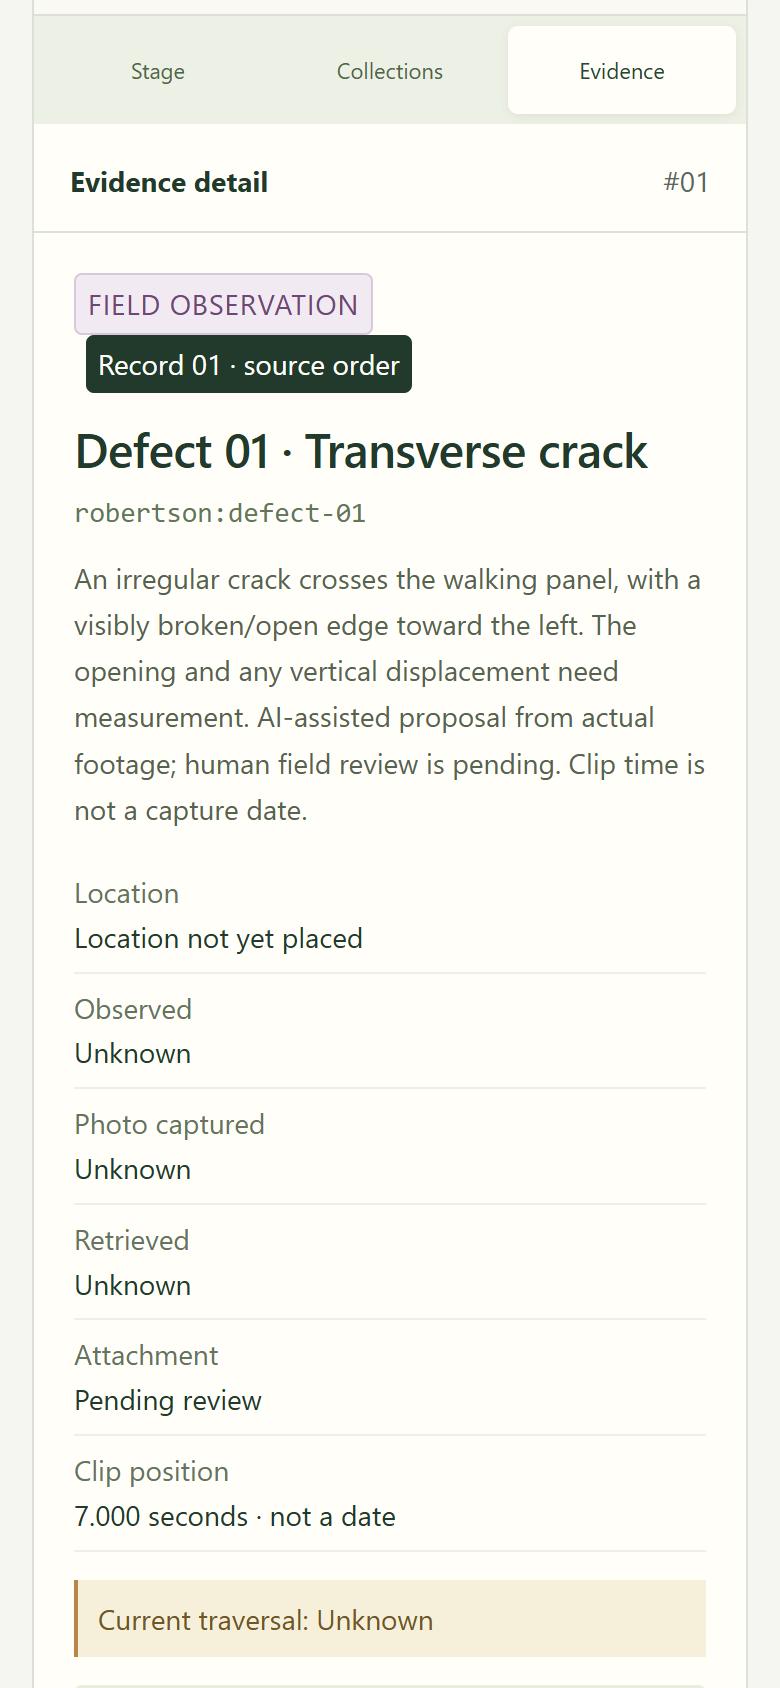 Stage
Collections
Evidence
Evidence detail
#01
FIELD OBSERVATION
Record 01 · source order
Defect 01 · Transverse crack
robertson:defect-01
An irregular crack crosses the walking panel, with a
visibly broken/open edge toward the left. The
opening and any vertical displacement need
measurement. AI-assisted proposal from actual
footage; human field review is pending. Clip time is
not a capture date.
Location
Location not yet placed
Observed
Unknown
Photo captured
Unknown
Retrieved
Unknown
Attachment
Pending review
Clip position
7.000 seconds · not a date
Current traversal: Unknown